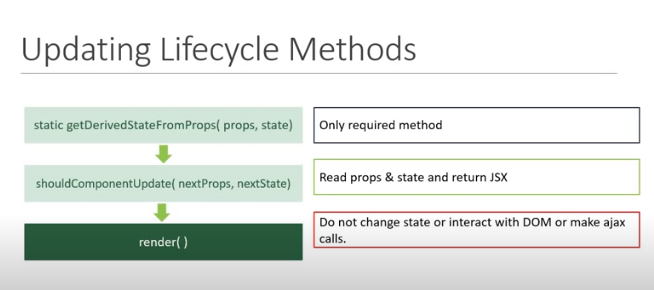 Updating Lifecycle Methods
static getDerivedStateFromProps( props, state)
Only required method
shouldComponentUpdate( nextProps, nextState)
Read props & state and return JSX
render( )
Do not change state or interact with DOM or make ajax
calls.